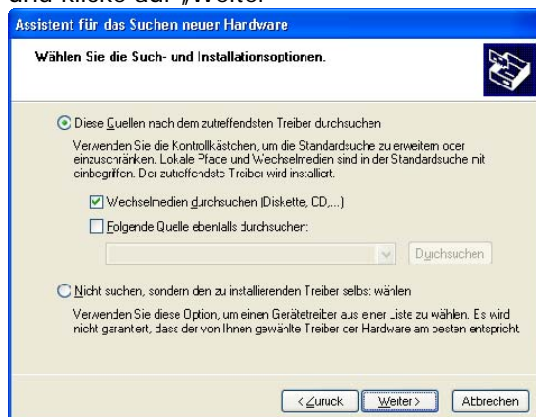 und klicke auf „Weiter“
Assistent für das Suchen neuer Hardware
Wählen Sie die Such- und Installationsoptionen.
Diese Quellen nach dem zutreffendsten Treiber durchsuchen
Verwenden Sie die Kontrollkästchen, um die Standardsuche zu erweitern oder
einzuschränken. Lokale Pfade und Wechselmedien sind in der Standardsuche mit
einbegriffen. Der zutreffendste Treiber wird installiert.
Wechselmedien durchsuchen (Diskette, CD,...)
Folgende Quelle ebenfalls durchsuchen:
Durchsuchen
Nicht suchen, sondern den zu installierenden Treiber selbst wählen
Verwenden Sie diese Option, um einen Gerätetreiber aus einer Liste zu wählen. Es wird
nicht garantiert, dass der von Ihnen gewählte Treiber der Hardware am besten entspricht.
< Zurück
Weiter >
Abbrechen